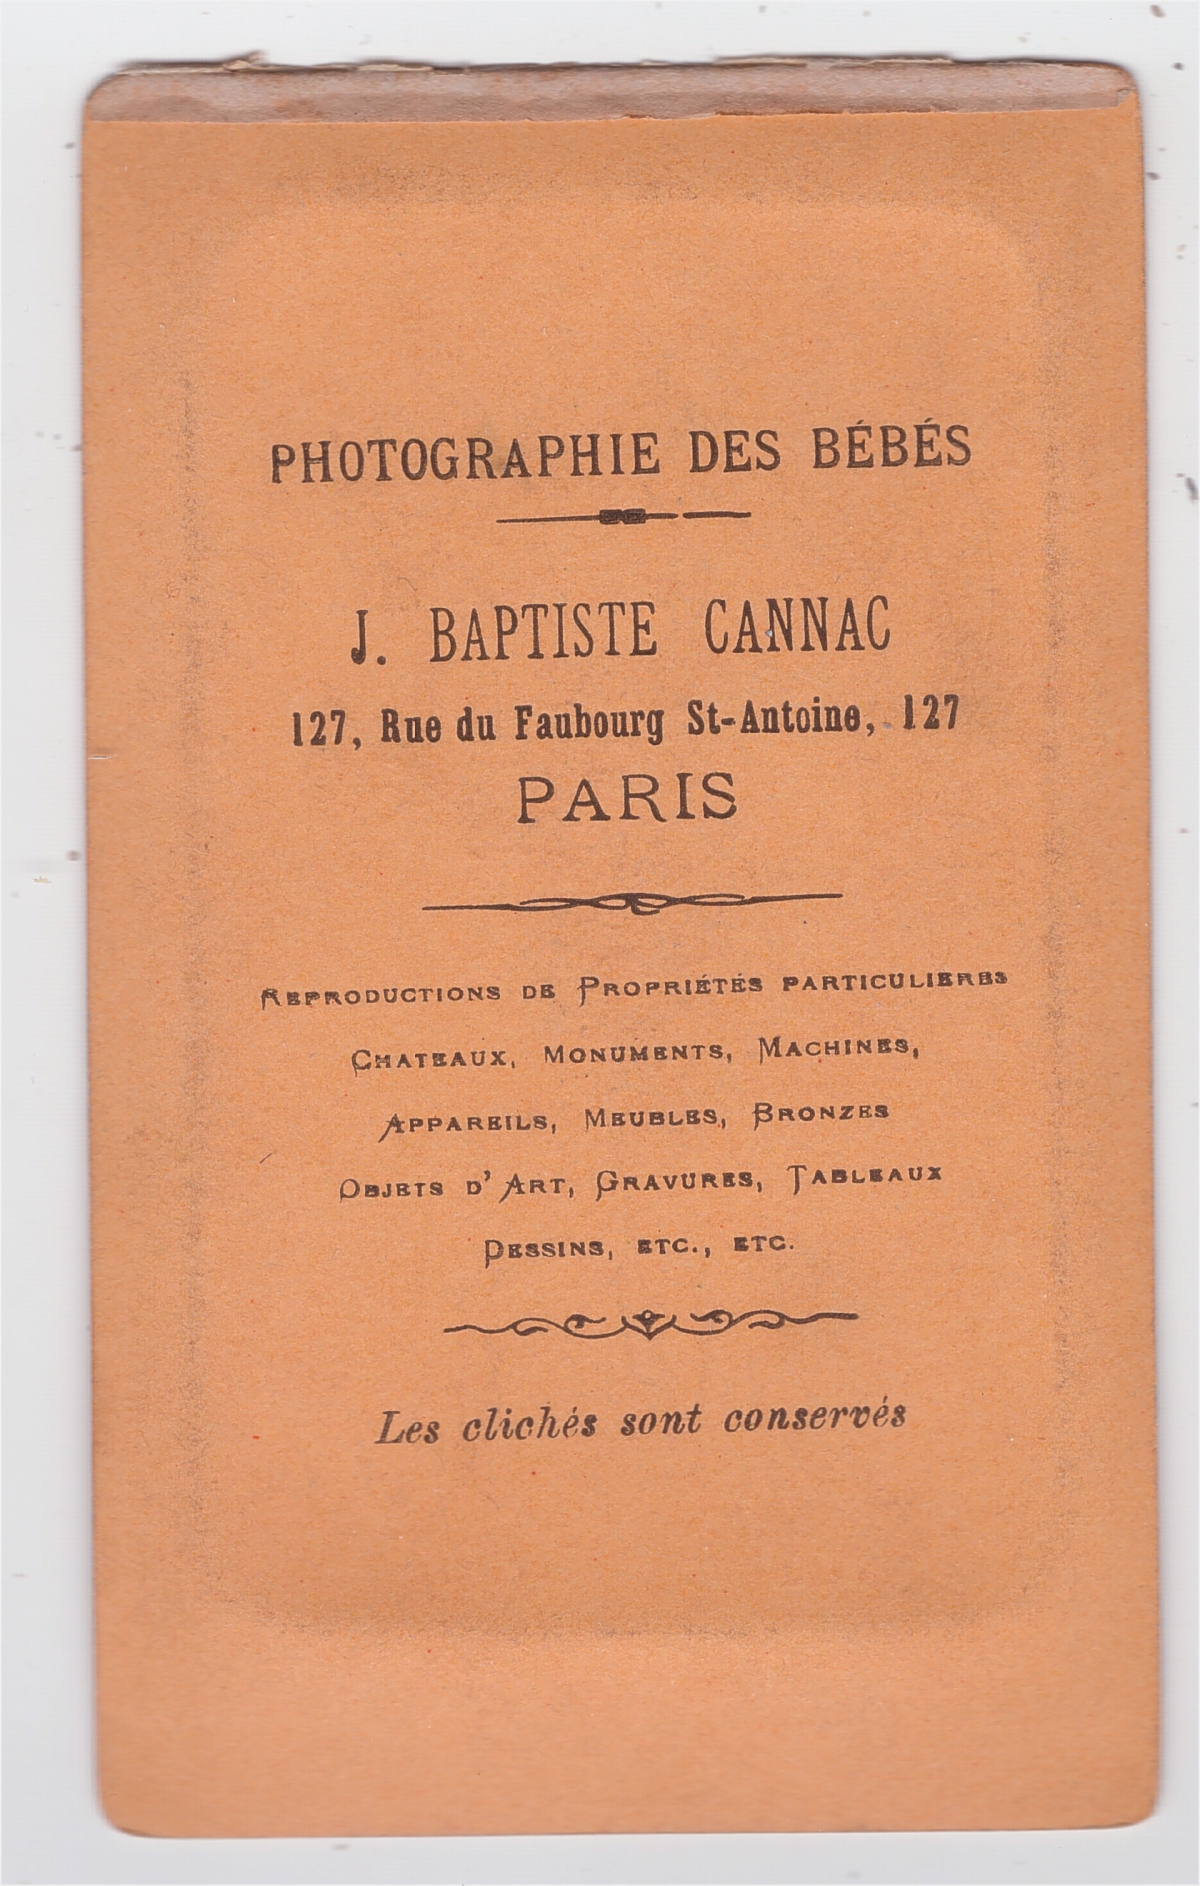 PHOTOGRAPHIE DES BÉBÉS
J. BAPTISTE CANNAC
127, Rue du Faubourg St-Antoine, 127
PARIS
REPRODUCTIONS DE PROPRIÉTÉS PARTICULIERES
CHATEAUX, MONUMENTS, MACHINES,
APPAREILS, MEUBLES, BRONZES
OBJETS D'ART, GRAVURES, TABLEAUX
DESSINS, ETC., ETC.
Les clichés sont conservés